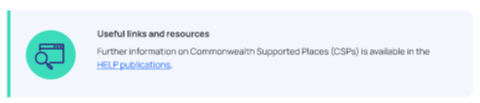 Useful links and resources
Further information on Commonwealth Supported Places (CSPs) is available in the
HELP publications.